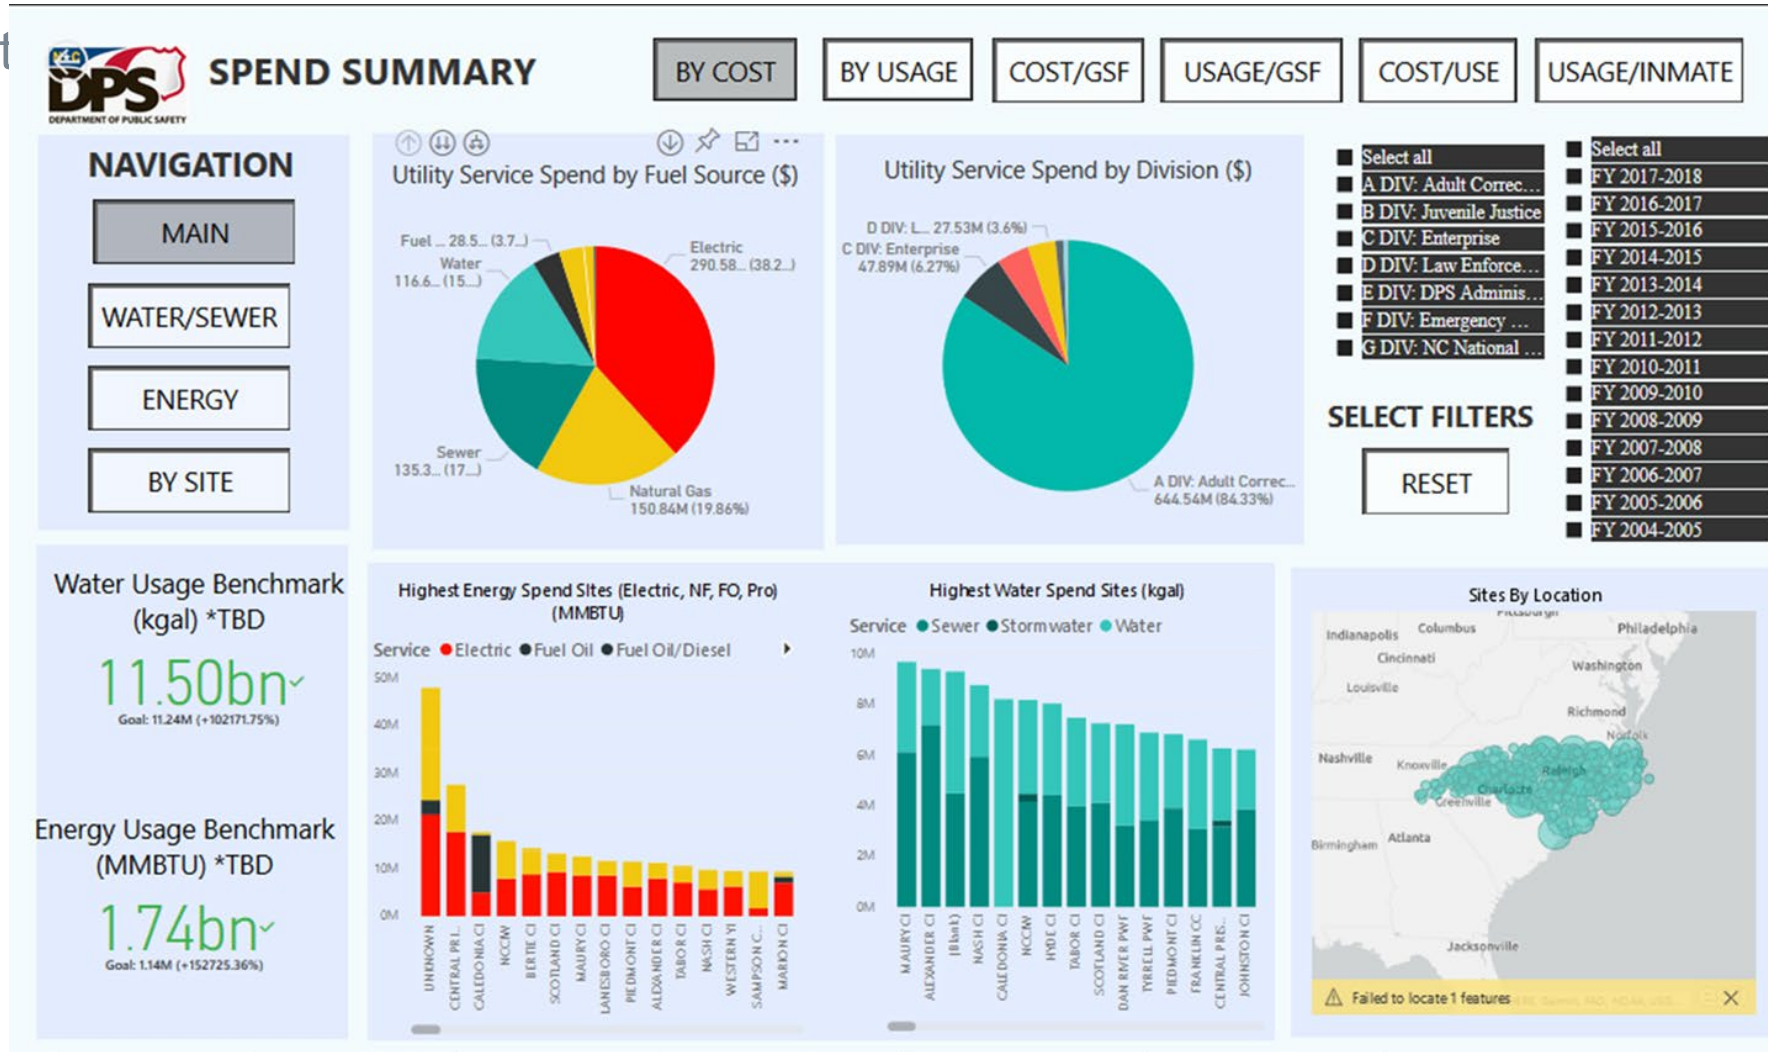 DPS
DEPARTMENT OF PUBLIC SAFETY
SPEND SUMMARY
BY COST
BY USAGE
COST/GSF
USAGE/GSF
COST/USE
USAGE/INMATE
NAVIGATION
MAIN
WATER/SEWER
ENERGY
BY SITE
Utility Service Spend by Fuel Source ($)
Fuel ... 28.5... (3.7...)
Water
116.6... (15...)
Electric
290.58... (38.2...)
Sewer
135.3... (17...)
Natural Gas
150.84M (19.86%)
Utility Service Spend by Division ($)
D DIV: L... 27.53M (3.6%)
C DIV: Enterprise
47.89M (6.27%)
A DIV: Adult Correc...
644.54M (84.33%)
Select all
A DIV: Adult Correc...
B DIV: Juvenile Justice
C DIV: Enterprise
D DIV: Law Enforce...
E DIV: DPS Adminis...
F DIV: Emergency ...
G DIV: NC National ...
SELECT FILTERS
RESET
Select all
FY 2017-2018
FY 2016-2017
FY 2015-2016
FY 2014-2015
FY 2013-2014
FY 2012-2013
FY 2011-2012
FY 2010-2011
FY 2009-2010
FY 2008-2009
FY 2007-2008
FY 2006-2007
FY 2005-2006
FY 2004-2005
Water Usage Benchmark
(kgal) *TBD
11.50bn
Goal: 11.24M (+102171.75%)
Energy Usage Benchmark
(MMBTU) *TBD
1.74bn
Goal: 1.14M (+152725.36%)
Highest Energy Spend SItes (Electric, NF, FO, Pro)
(MMBTU)
Service Electric Fuel Oil Fuel Oil/Diesel
50M
40M
30M
20M
10M
0M
UNKNOWN
CENTRAL PRI...
CALEDONIA CI
NCCIW
BERTIE CI
SCOTLAND CI
MAURY CI
LANESBORO CI
PIEDMONT CI
ALEXANDER CI
TABOR CI
NASH CI
WESTERN YI
SAMPSON C...
MARION CI
Highest Water Spend Sites (kgal)
Service Sewer Stormwater Water
10M
8M
6M
4M
2M
0M
MAURY CI
ALEXANDER CI
(Blank)
NASH CI
CALEDONIA CI
NCCIW
HYDE CI
TABOR CI
SCOTLAND CI
DAN RIVER PWF
TYRRELL PWF
PIEDMONT CI
FRANKLIN CC
CENTRAL PRIS...
JOHNSTON CI
Sites By Location
Pittsburgh
Indianapolis
Columbus
Philadelphia
Cincinnati
Washington
Louisville
Richmond
Norfolk
Nashville
Knoxville
Raleigh
Charlotte
Greenville
Birmingham
Atlanta
Jacksonville
Failed to locate 1 features